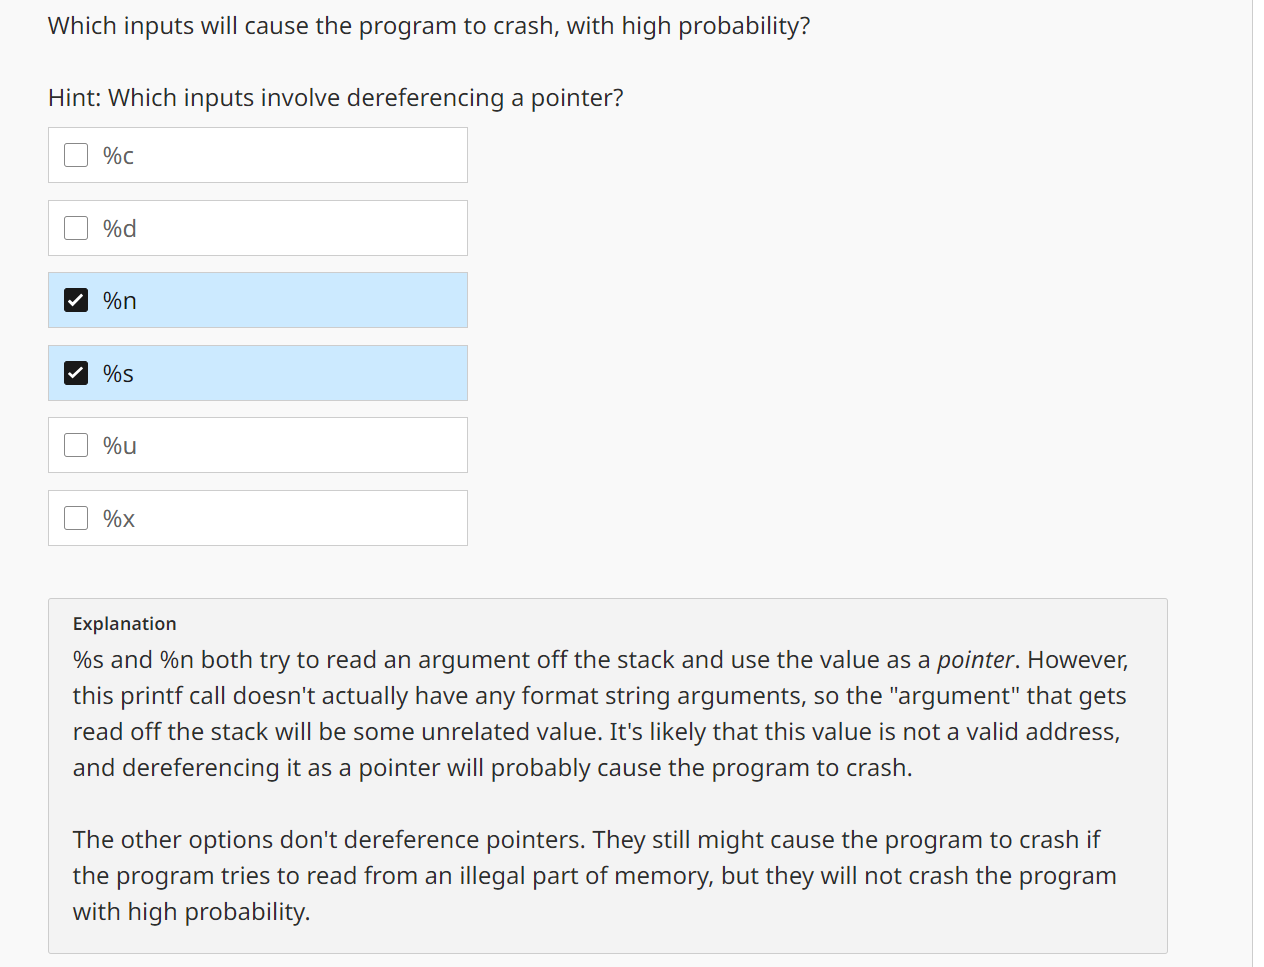 Which inputs will cause the program to crash, with high probability?
Hint: Which inputs involve dereferencing a pointer?
%c
%d
%n
%s
%u
%x
Explanation
%s and %n both try to read an argument off the stack and use the value as a pointer. However,
this printf call doesn't actually have any format string arguments, so the "argument" that gets
read off the stack will be some unrelated value. It's likely that this value is not a valid address,
and dereferencing it as a pointer will probably cause the program to crash.
The other options don't dereference pointers. They still might cause the program to crash if
the program tries to read from an illegal part of memory, but they will not crash the program
with high probability.